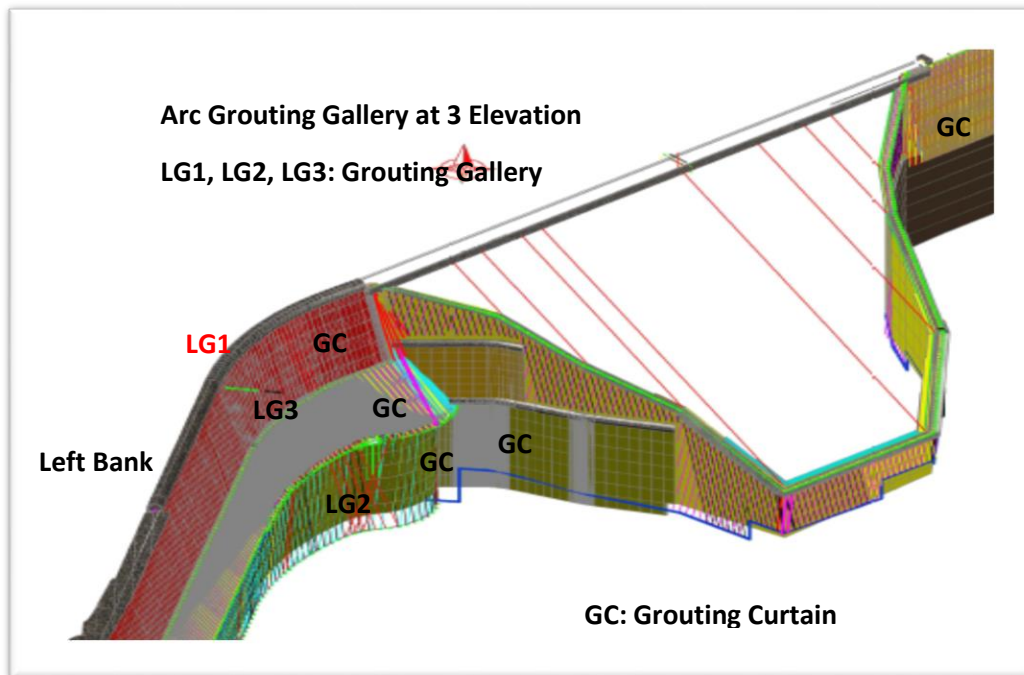 Arc Grouting Gallery at 3 Elevation
GC
LG1, LG2, LG3: Grouting Gallery
LG1
GC
LG3
GC
Left Bank
GC
GC
LG2
GC: Grouting Curtain